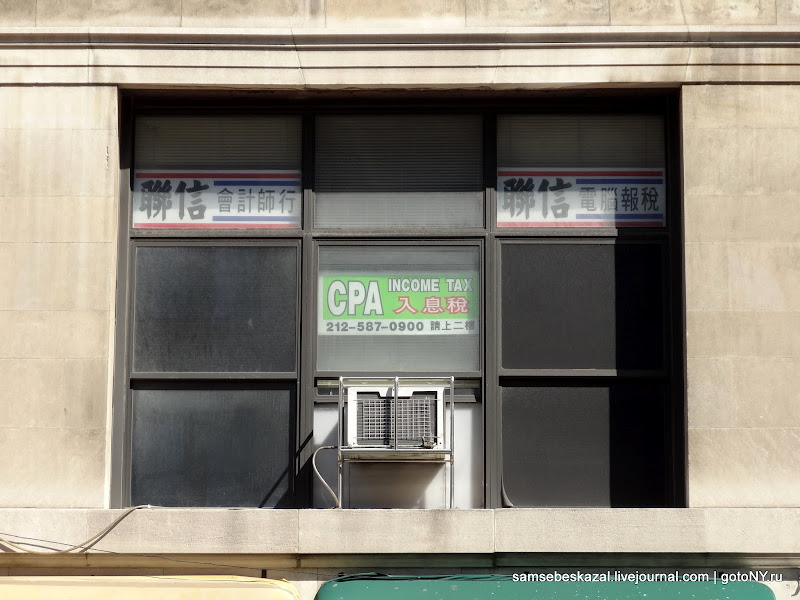 聯信 會計師行
聯信 電腦報稅
CPA INCOME TAX
入息稅
212-587-0900 請上二樓
samsebeskazal.livejournal.com | gotoNY.ru